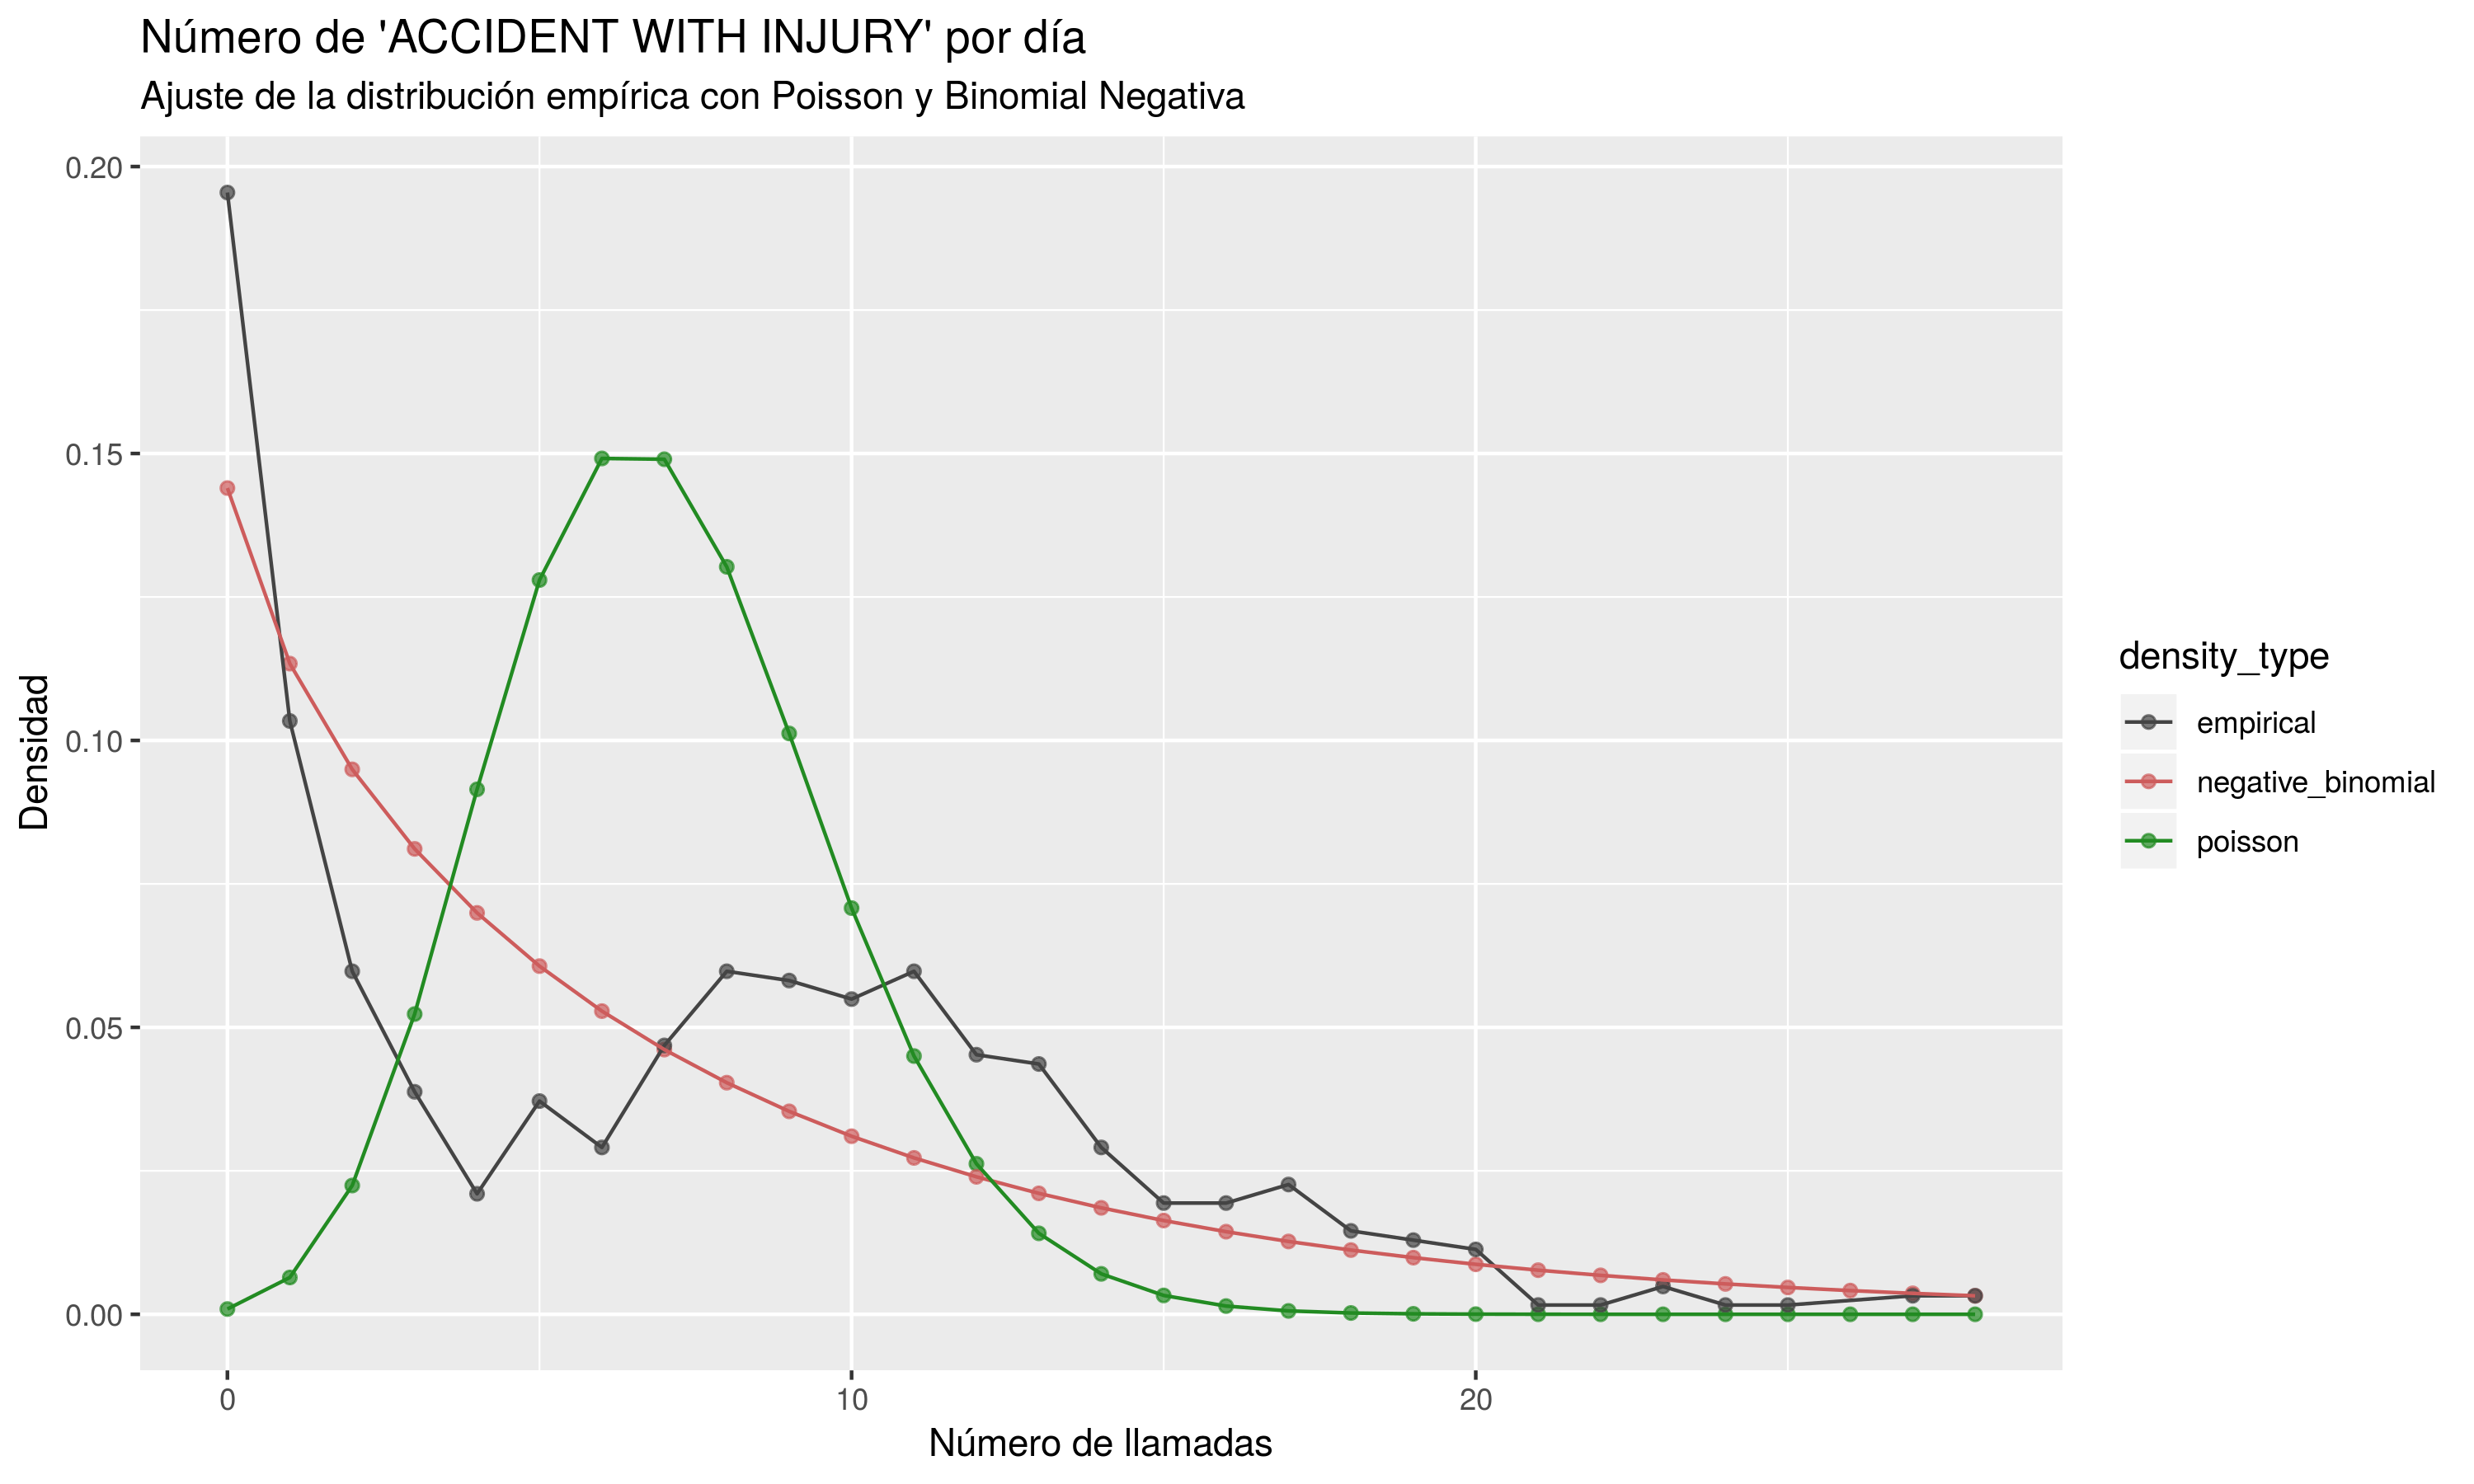 Número de 'ACCIDENT WITH INJURY' por día
Ajuste de la distribución empírica con Poisson y Binomial Negativa
Densidad
0.20
0.15
0.10
0.05
0.00
0
10
20
Número de llamadas
density_type
empirical
negative_binomial
poisson